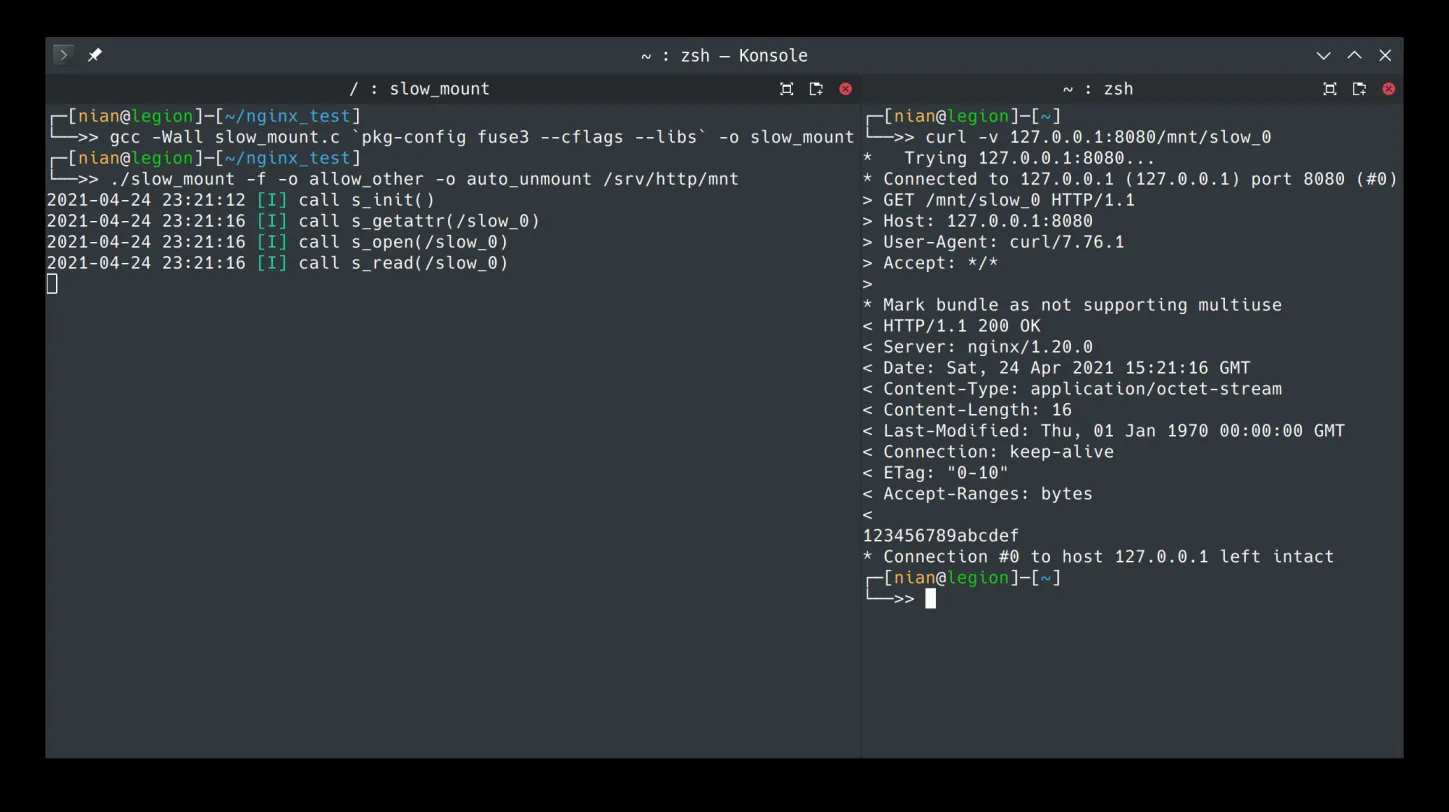 ~ : zsh — Konsole
/ : slow_mount
┌─[nian@legion]─[~/nginx_test]
└──>> gcc -Wall slow_mount.c `pkg-config fuse3 --cflags --libs` -o slow_mount
┌─[nian@legion]─[~/nginx_test]
└──>> ./slow_mount -f -o allow_other -o auto_unmount /srv/http/mnt
2021-04-24 23:21:12 [I] call s_init()
2021-04-24 23:21:16 [I] call s_getattr(/slow_0)
2021-04-24 23:21:16 [I] call s_open(/slow_0)
2021-04-24 23:21:16 [I] call s_read(/slow_0)
~ : zsh
┌─[nian@legion]─[~]
└──>> curl -v 127.0.0.1:8080/mnt/slow_0
*   Trying 127.0.0.1:8080...
* Connected to 127.0.0.1 (127.0.0.1) port 8080 (#0)
> GET /mnt/slow_0 HTTP/1.1
> Host: 127.0.0.1:8080
> User-Agent: curl/7.76.1
> Accept: */*
>
* Mark bundle as not supporting multiuse
< HTTP/1.1 200 OK
< Server: nginx/1.20.0
< Date: Sat, 24 Apr 2021 15:21:16 GMT
< Content-Type: application/octet-stream
< Content-Length: 16
< Last-Modified: Thu, 01 Jan 1970 00:00:00 GMT
< Connection: keep-alive
< ETag: "0-10"
< Accept-Ranges: bytes
<
123456789abcdef
* Connection #0 to host 127.0.0.1 left intact
┌─[nian@legion]─[~]
└──>>